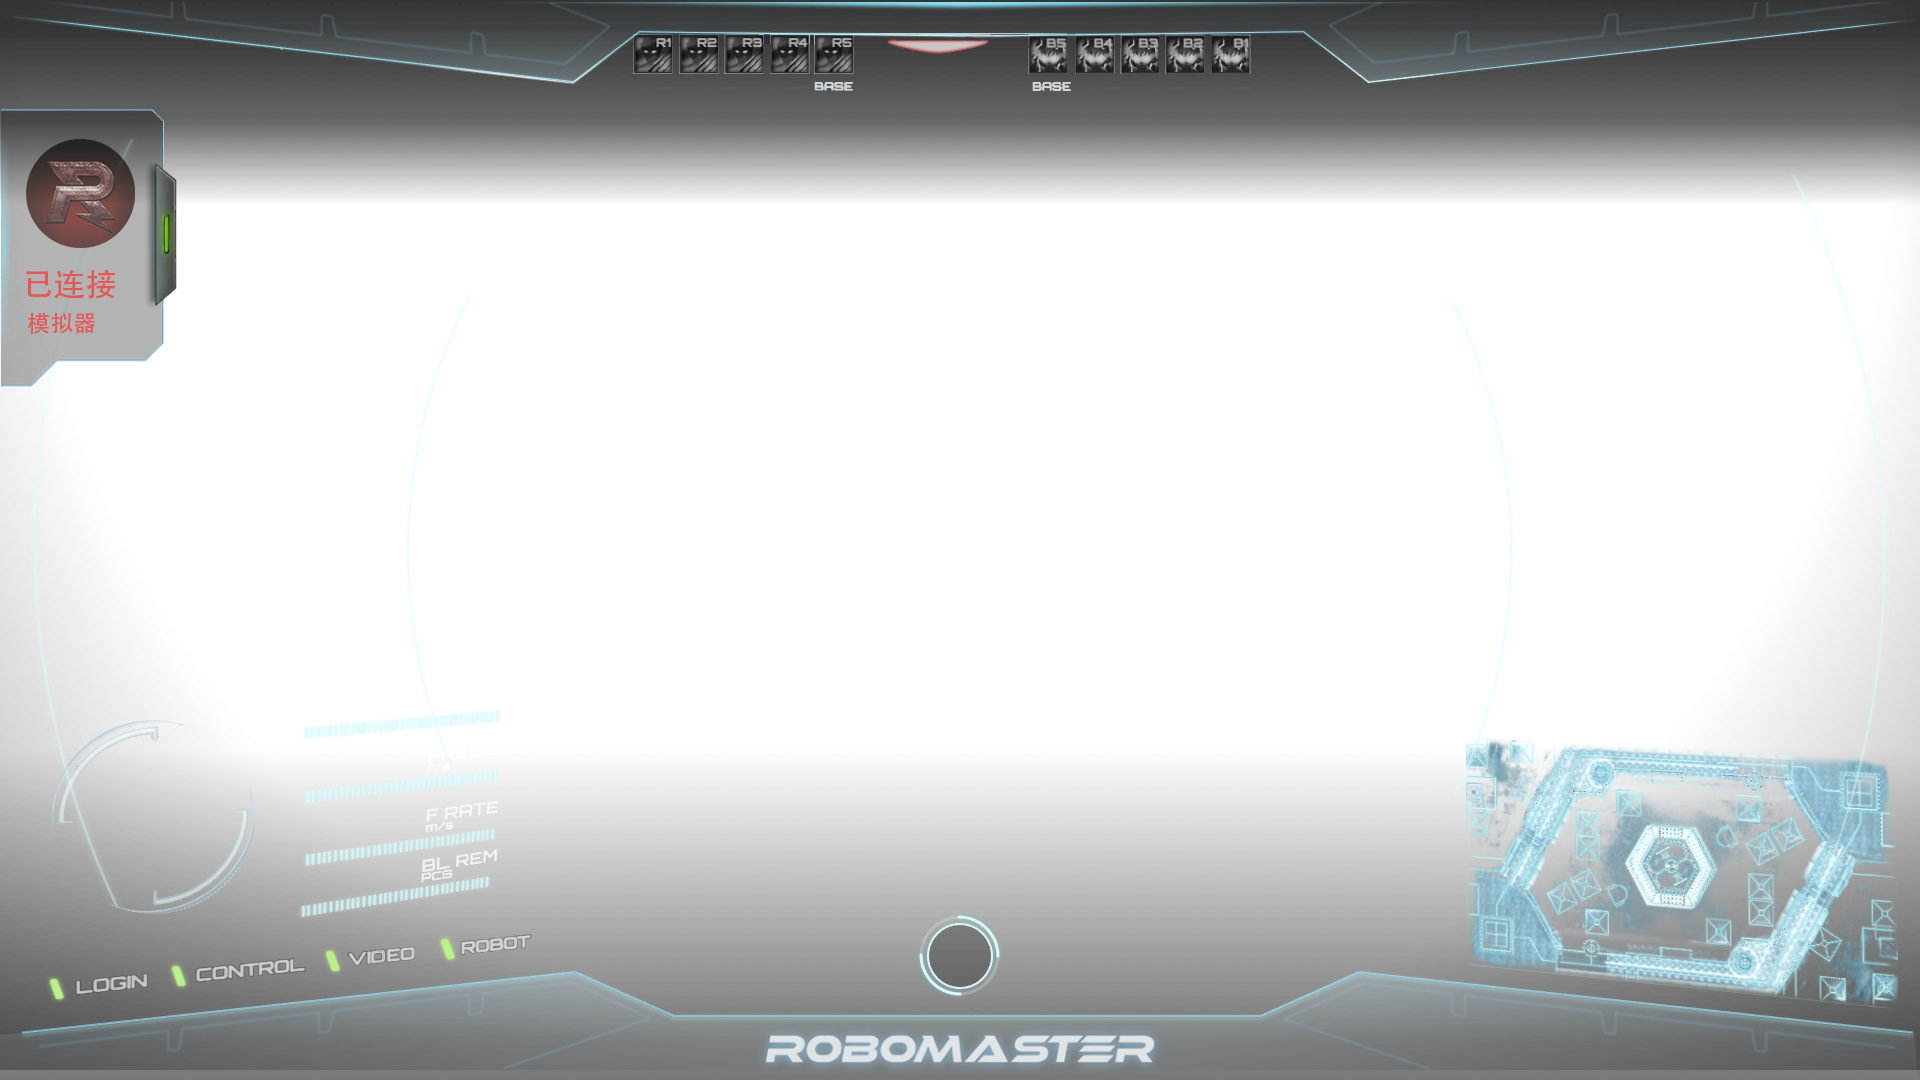 R1 R2 R3 R4 R5
B5 B4 B3 B2 B1
BASE
BASE
已连接
模拟器
F RATE
m/s
BL REM
PCS
LOGIN CONTROL VIDEO ROBOT
ROBOMASTER